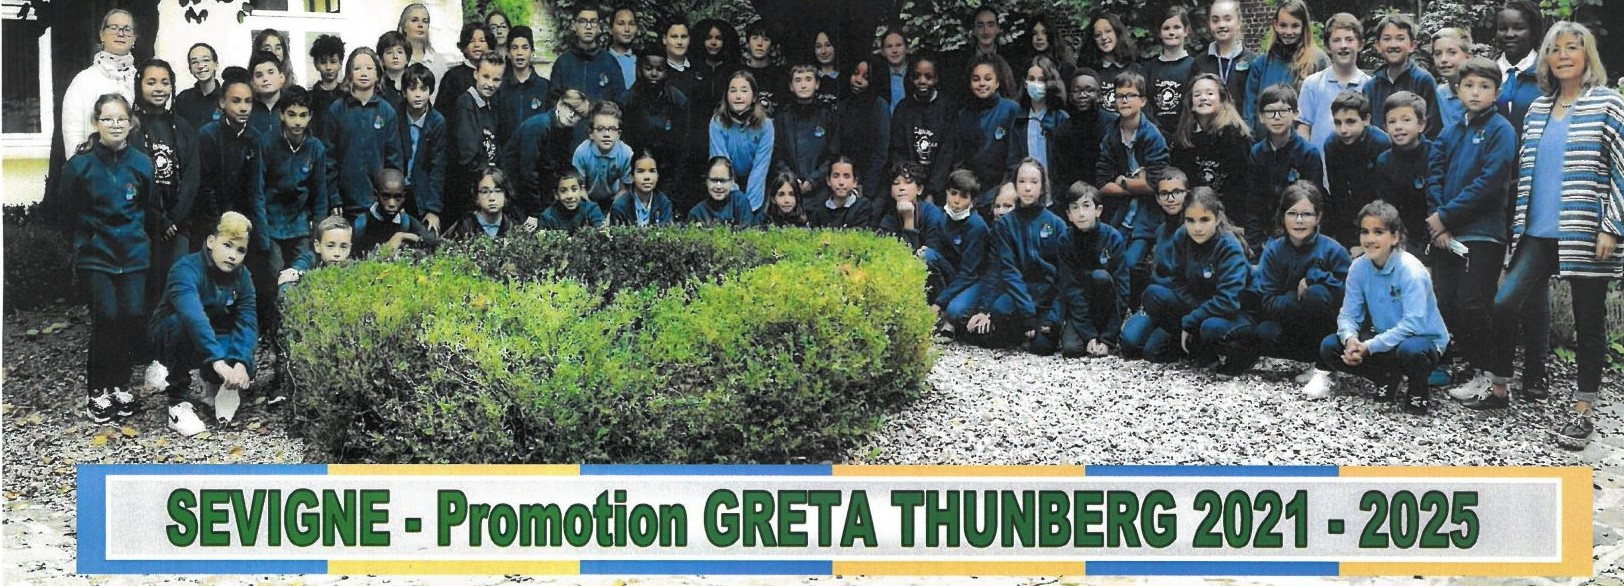 SEVIGNE - Promotion GRETA THUNBERG 2021 - 2025